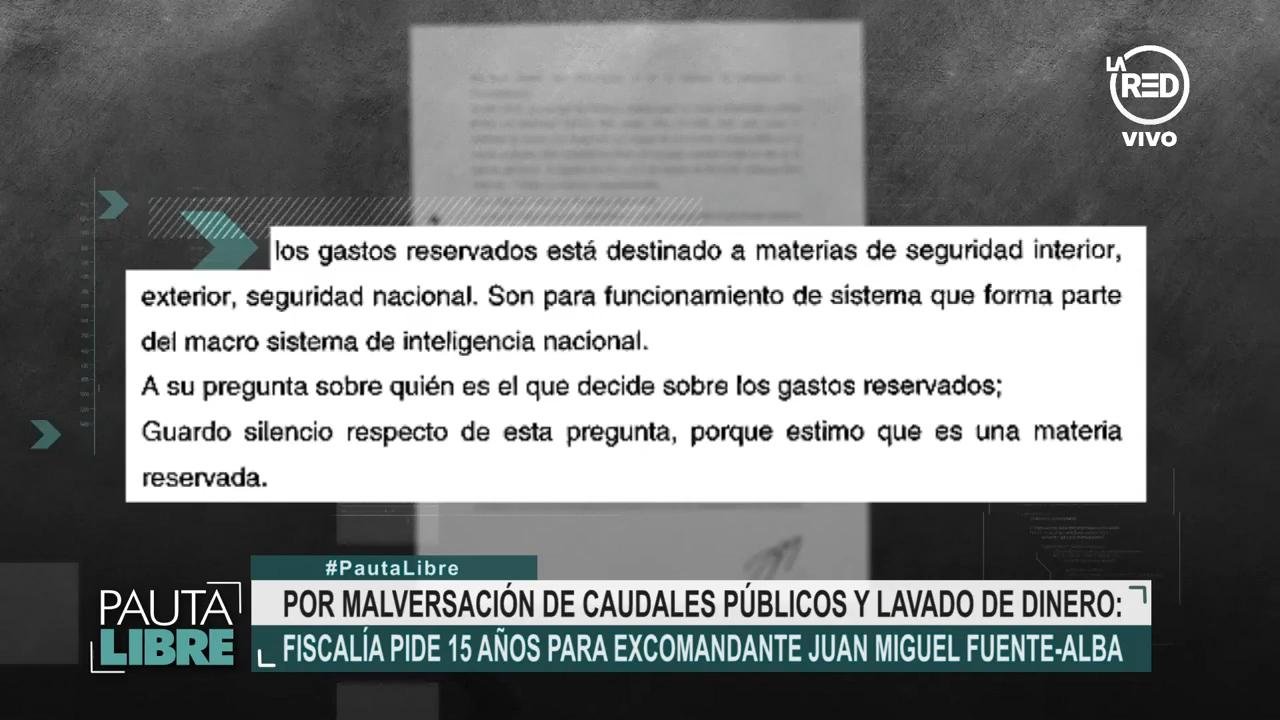 LA
RED
VIVO
los gastos reservados está destinado a materias de seguridad interior,
exterior, seguridad nacional. Son para funcionamiento de sistema que forma parte
del macro sistema de inteligencia nacional.
A su pregunta sobre quién es el que decide sobre los gastos reservados;
Guardo silencio respecto de esta pregunta, porque estimo que es una materia
reservada.
#PautaLibre
PAUTA
LIBRE
POR MALVERSACIÓN DE CAUDALES PÚBLICOS Y LAVADO DE DINERO:
FISCALÍA PIDE 15 AÑOS PARA EXCOMANDANTE JUAN MIGUEL FUENTE-ALBA